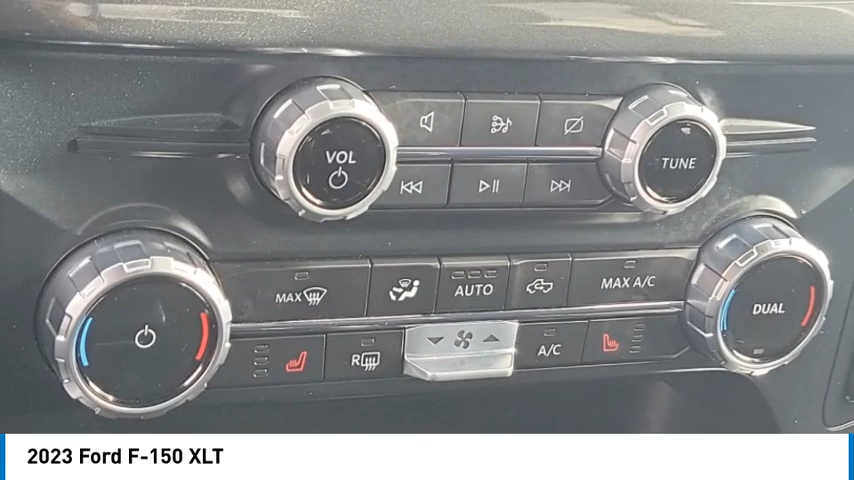 VOL
TUNE
MAX
AUTO
MAX A/C
DUAL
R
A/C
2023 Ford F-150 XLT